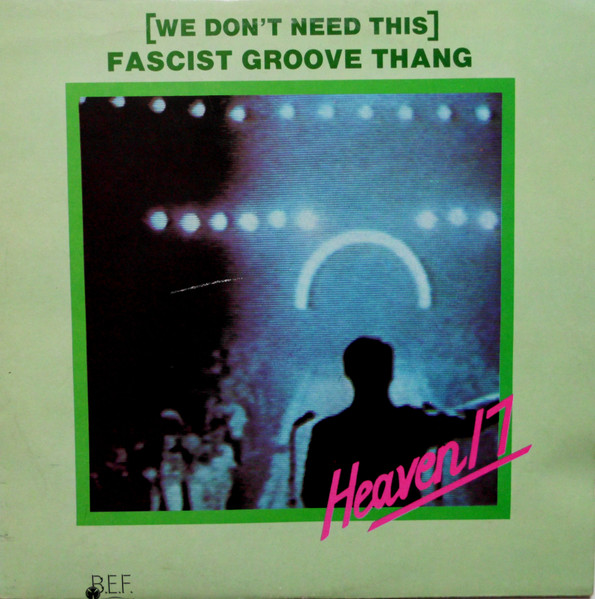 [WE DON'T NEED THIS]
FASCIST GROOVE THANG
Heaven 17
B.E.F.